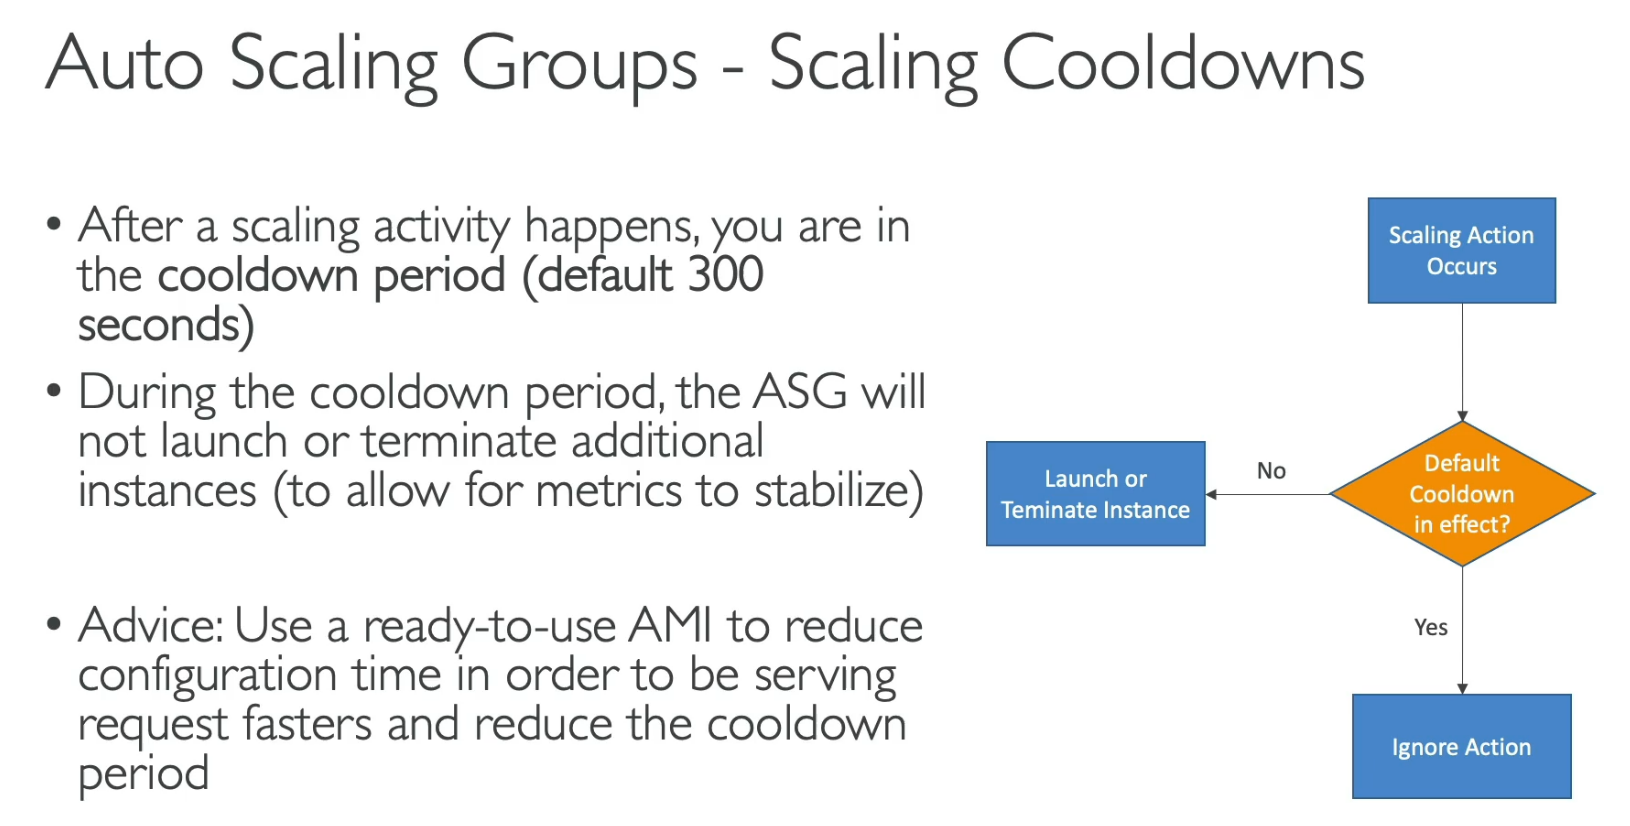 Auto Scaling Groups - Scaling Cooldowns
• After a scaling activity happens, you are in
the cooldown period (default 300
seconds)
• During the cooldown period, the ASG will
not launch or terminate additional
instances (to allow for metrics to stabilize)
• Advice: Use a ready-to-use AMI to reduce
configuration time in order to be serving
request fasters and reduce the cooldown
period
Scaling Action
Occurs
Default
Cooldown
in effect?
No
Launch or
Teminate Instance
Yes
Ignore Action